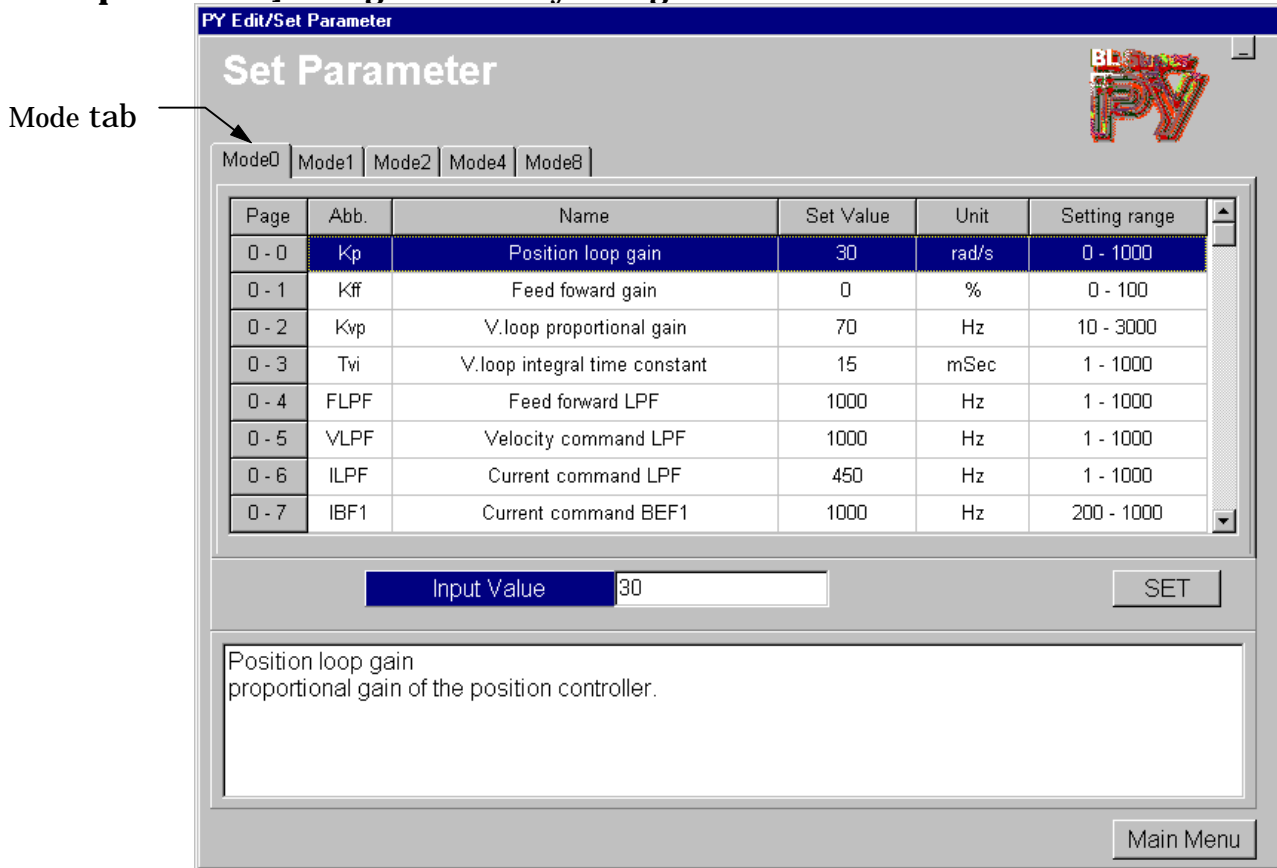 PY Edit/Set Parameter
Set Parameter
BL Super
PY
Mode tab
Mode0 Mode1 Mode2 Mode4 Mode8
Page Abb. Name Set Value Unit Setting range
0 - 0 Kp Position loop gain 30 rad/s 0 - 1000
0 - 1 Kff Feed foward gain 0 % 0 - 100
0 - 2 Kvp V.loop proportional gain 70 Hz 10 - 3000
0 - 3 Tvi V.loop integral time constant 15 mSec 1 - 1000
0 - 4 FLPF Feed forward LPF 1000 Hz 1 - 1000
0 - 5 VLPF Velocity command LPF 1000 Hz 1 - 1000
0 - 6 ILPF Current command LPF 450 Hz 1 - 1000
0 - 7 IBF1 Current command BEF1 1000 Hz 200 - 1000
Input Value 30 SET
Position loop gain
proportional gain of the position controller.
Main Menu